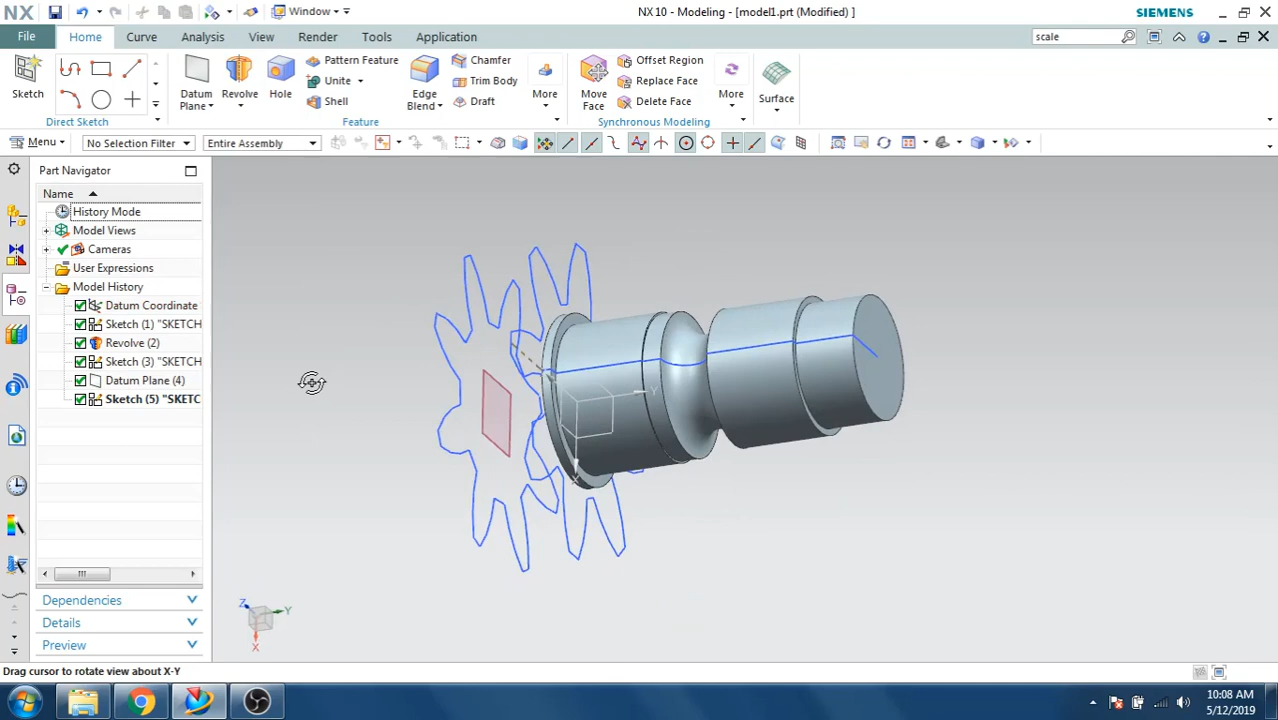 NX
Window
NX 10 - Modeling - [model1.prt (Modified) ]
SIEMENS
File
Home
Curve
Analysis
View
Render
Tools
Application
scale
Sketch
Direct Sketch
Datum
Plane
Revolve
Hole
Pattern Feature
Unite
Shell
Edge
Blend
Chamfer
Trim Body
Draft
More
Feature
Move
Face
Offset Region
Replace Face
Delete Face
More
Synchronous Modeling
Surface
Menu
No Selection Filter
Entire Assembly
Part Navigator
Name
History Mode
Model Views
Cameras
User Expressions
Model History
Datum Coordinate
Sketch (1) "SKETCH
Revolve (2)
Sketch (3) "SKETCH
Datum Plane (4)
Sketch (5) "SKETC
Dependencies
Details
Preview
Y
X
Z
Y
X
Drag cursor to rotate view about X-Y
10:08 AM
5/12/2019